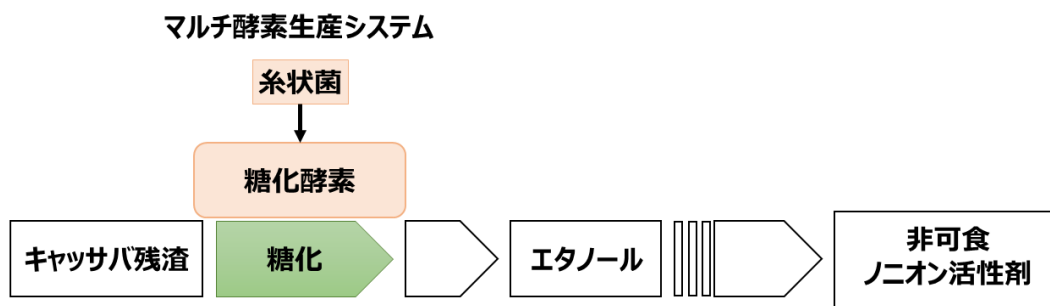 マルチ酵素生産システム
糸状菌
糖化酵素
キャッサバ残渣
糖化
エタノール
非可食
ノニオン活性剤